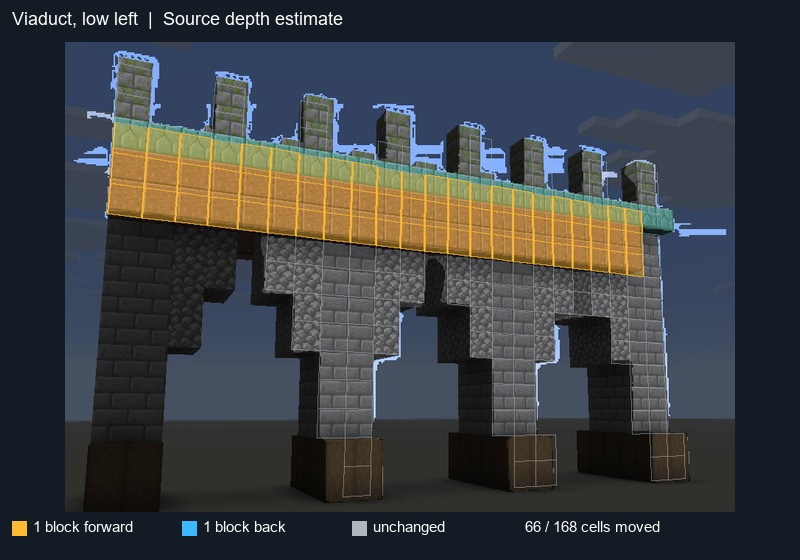 Viaduct, low left | Source depth estimate
1 block forward
1 block back
unchanged
66 / 168 cells moved